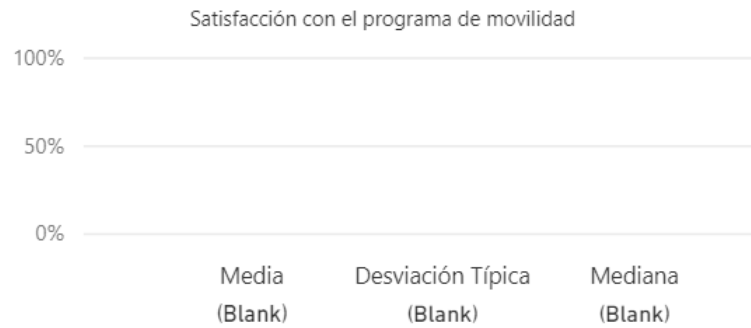 Satisfacción con el programa de movilidad
100%
50%
0%
Media Desviación Típica Mediana
(Blank) (Blank) (Blank)